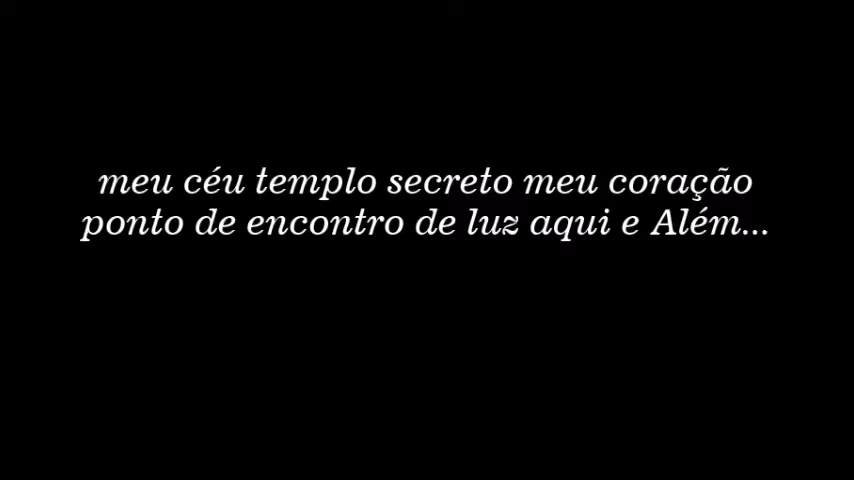 meu céu templo secreto meu coração
ponto de encontro de luz aqui e Além...